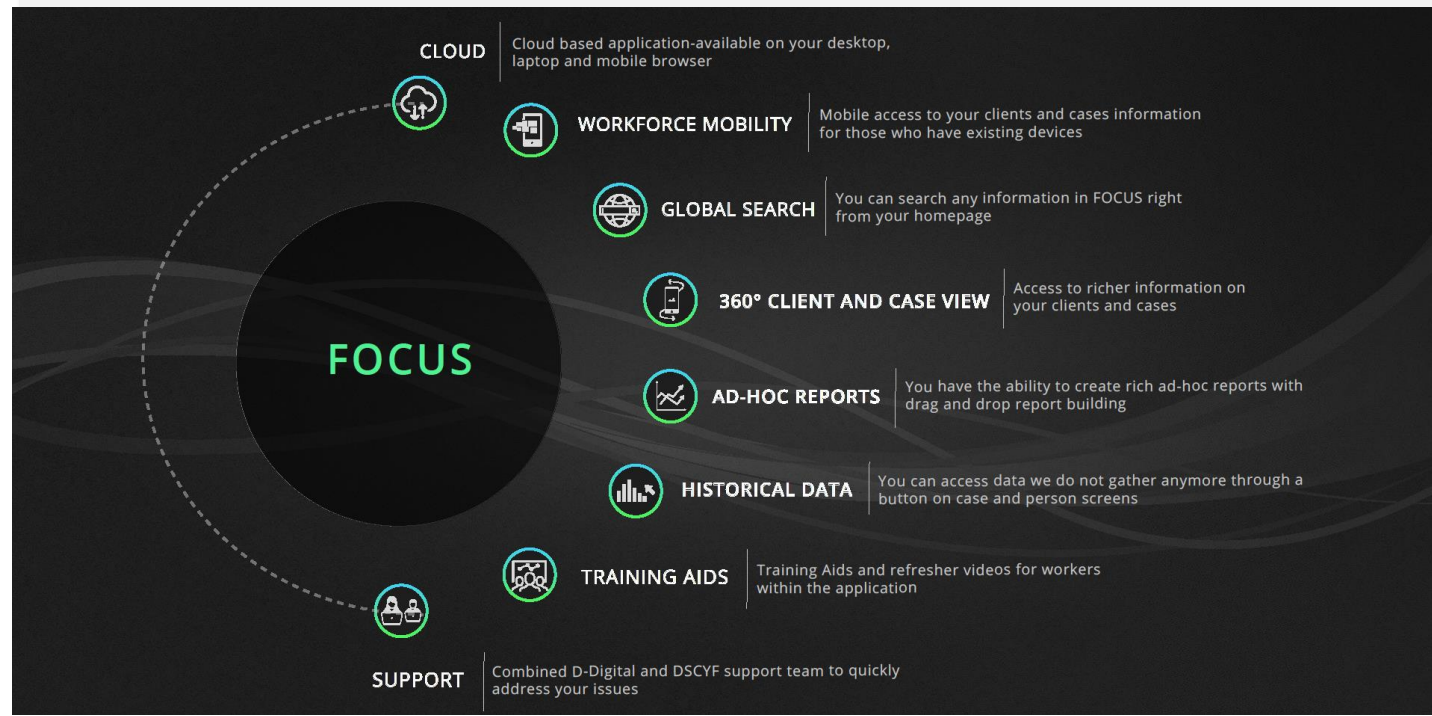 CLOUD
Cloud based application-available on your desktop,
laptop and mobile browser
WORKFORCE MOBILITY
Mobile access to your clients and cases information
for those who have existing devices
GLOBAL SEARCH
You can search any information in FOCUS right
from your homepage
360° CLIENT AND CASE VIEW
Access to richer information on
your clients and cases
FOCUS
AD-HOC REPORTS
You have the ability to create rich ad-hoc reports with
drag and drop report building
HISTORICAL DATA
You can access data we do not gather anymore through a
button on case and person screens
TRAINING AIDS
Training Aids and refresher videos for workers
within the application
SUPPORT
Combined D-Digital and DSCYF support team to quickly
address your issues